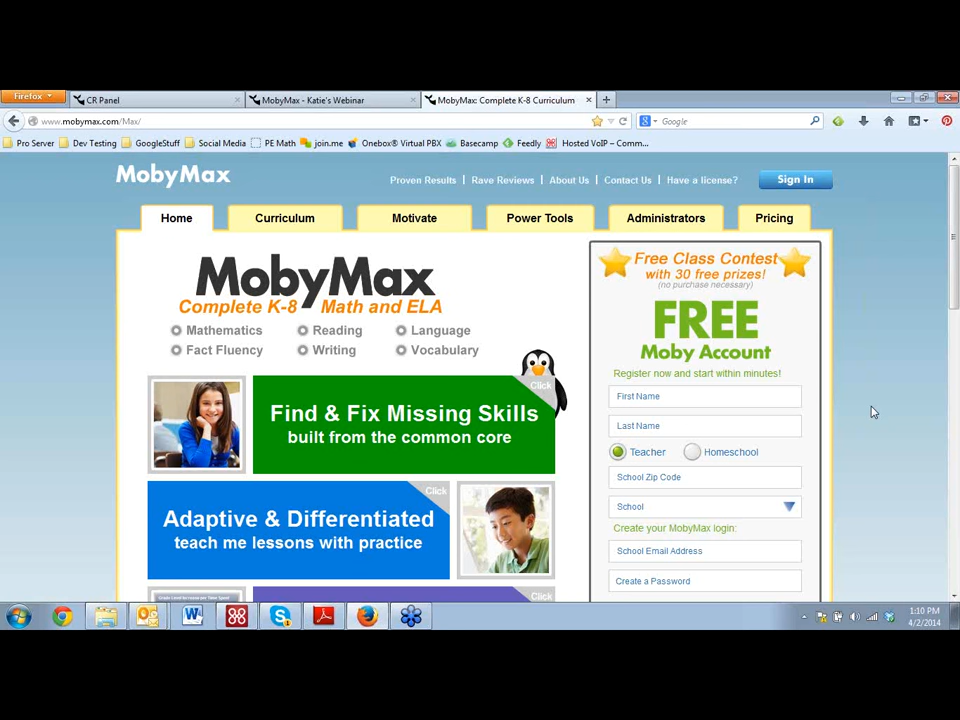 Firefox
CR Panel
MobyMax - Katie's Webinar
MobyMax: Complete K-8 Curriculum
www.mobymax.com/Max/
Google
Pro Server
Dev Testing
GoogleStuff
Social Media
PE Math
join.me
Onebox® Virtual PBX
Basecamp
Feedly
Hosted VoIP – Comm...
MobyMax
Proven Results | Rave Reviews | About Us | Contact Us | Have a license?
Sign In
Home
Curriculum
Motivate
Power Tools
Administrators
Pricing
MobyMax
Complete K-8 Math and ELA
Mathematics
Reading
Language
Fact Fluency
Writing
Vocabulary
Click
Find & Fix Missing Skills
built from the common core
Click
Adaptive & Differentiated
teach me lessons with practice
Click
Free Class Contest
with 30 free prizes!
(no purchase necessary)
FREE
Moby Account
Register now and start within minutes!
First Name
Last Name
Teacher
Homeschool
School Zip Code
School
Create your MobyMax login:
School Email Address
Create a Password
1:10 PM
4/2/2014